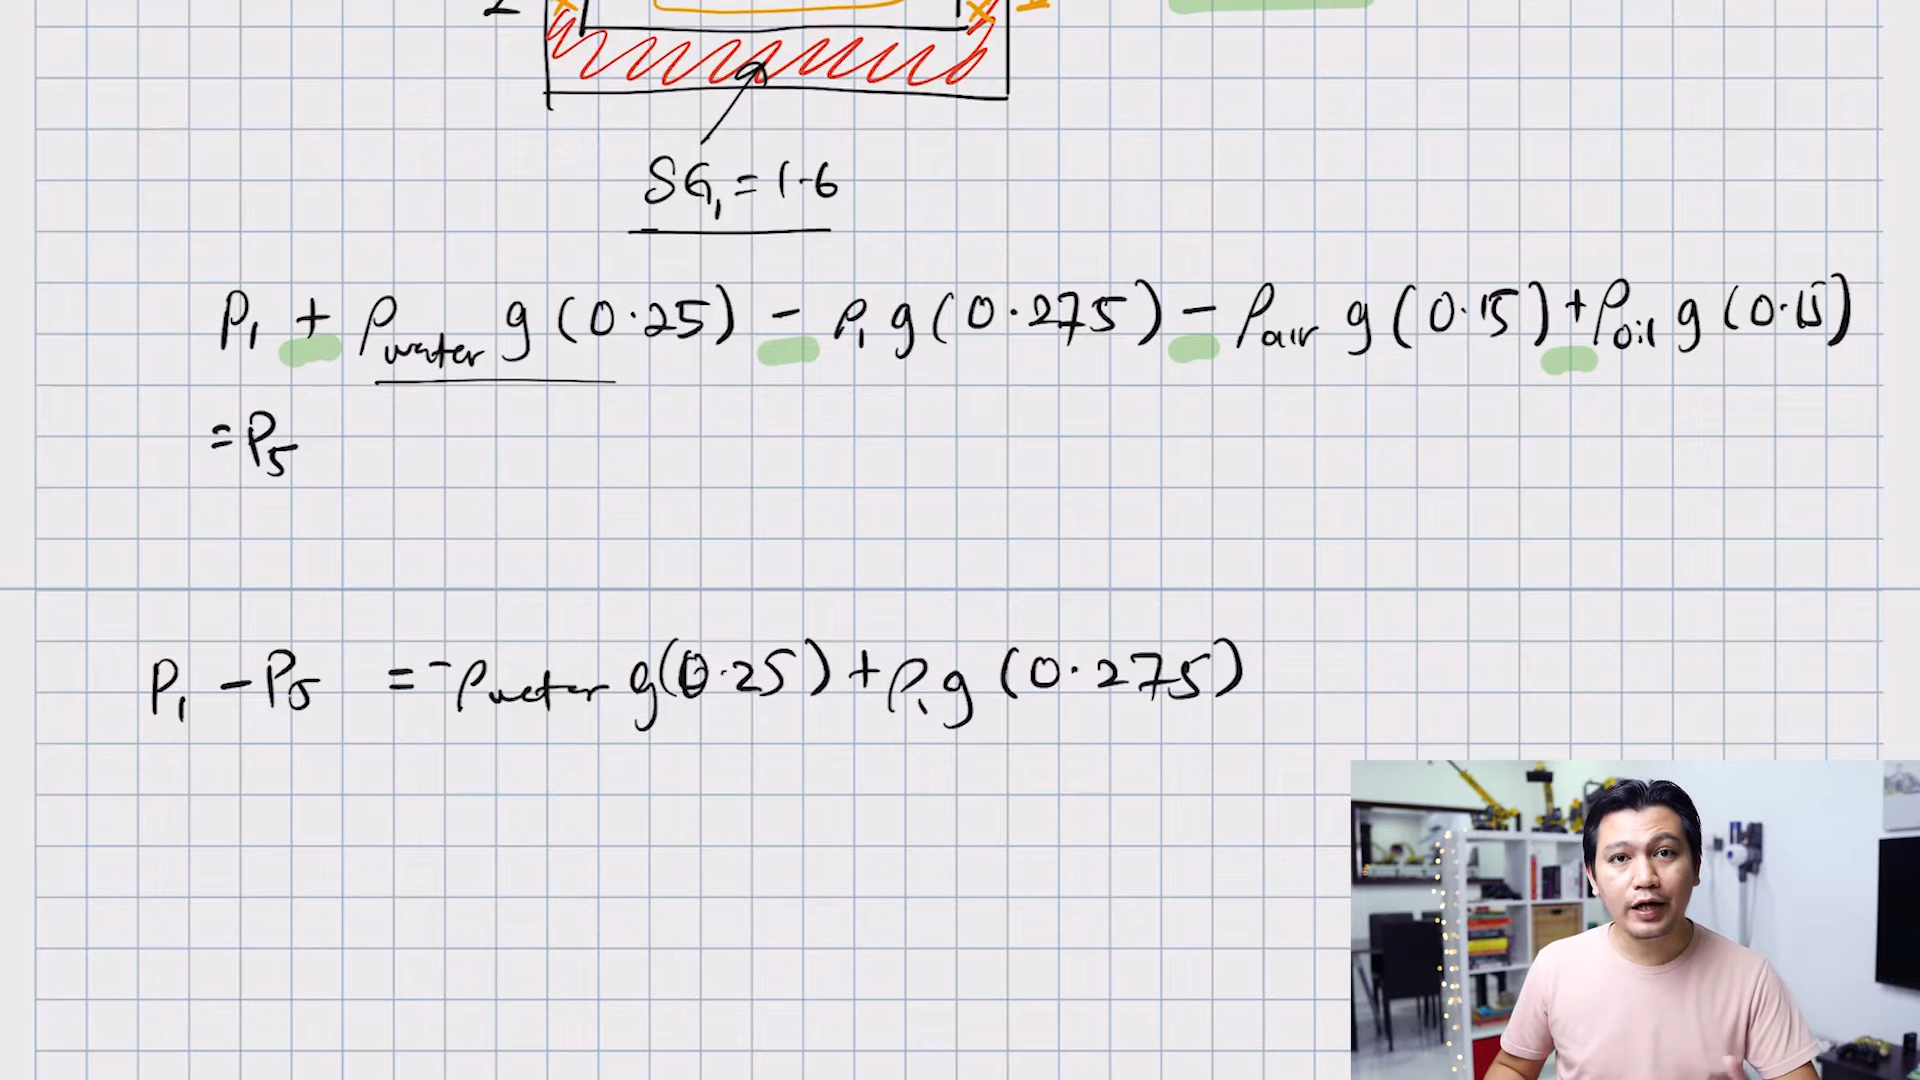 SG₁ = 1.6
P₁ + ρwater g (0.25) - ρ₁ g (0.275) - ρair g (0.15) + ρoil g (0.15)
= P₅
P₁ - P₅ = -ρwater g(0.25) + ρ₁ g (0.275)